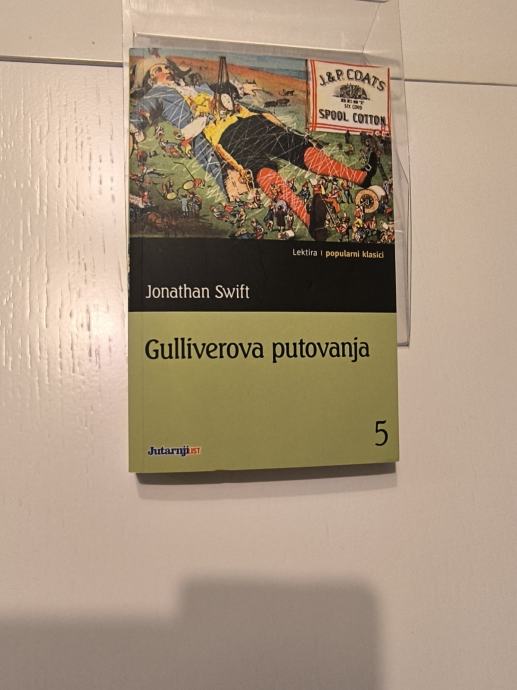 J.&P. COATS
BEST
SIX CORD
SPOOL COTTON
Lektira | popularni klasici
Jonathan Swift
Gulliverova putovanja
5
Jutarnji LIST